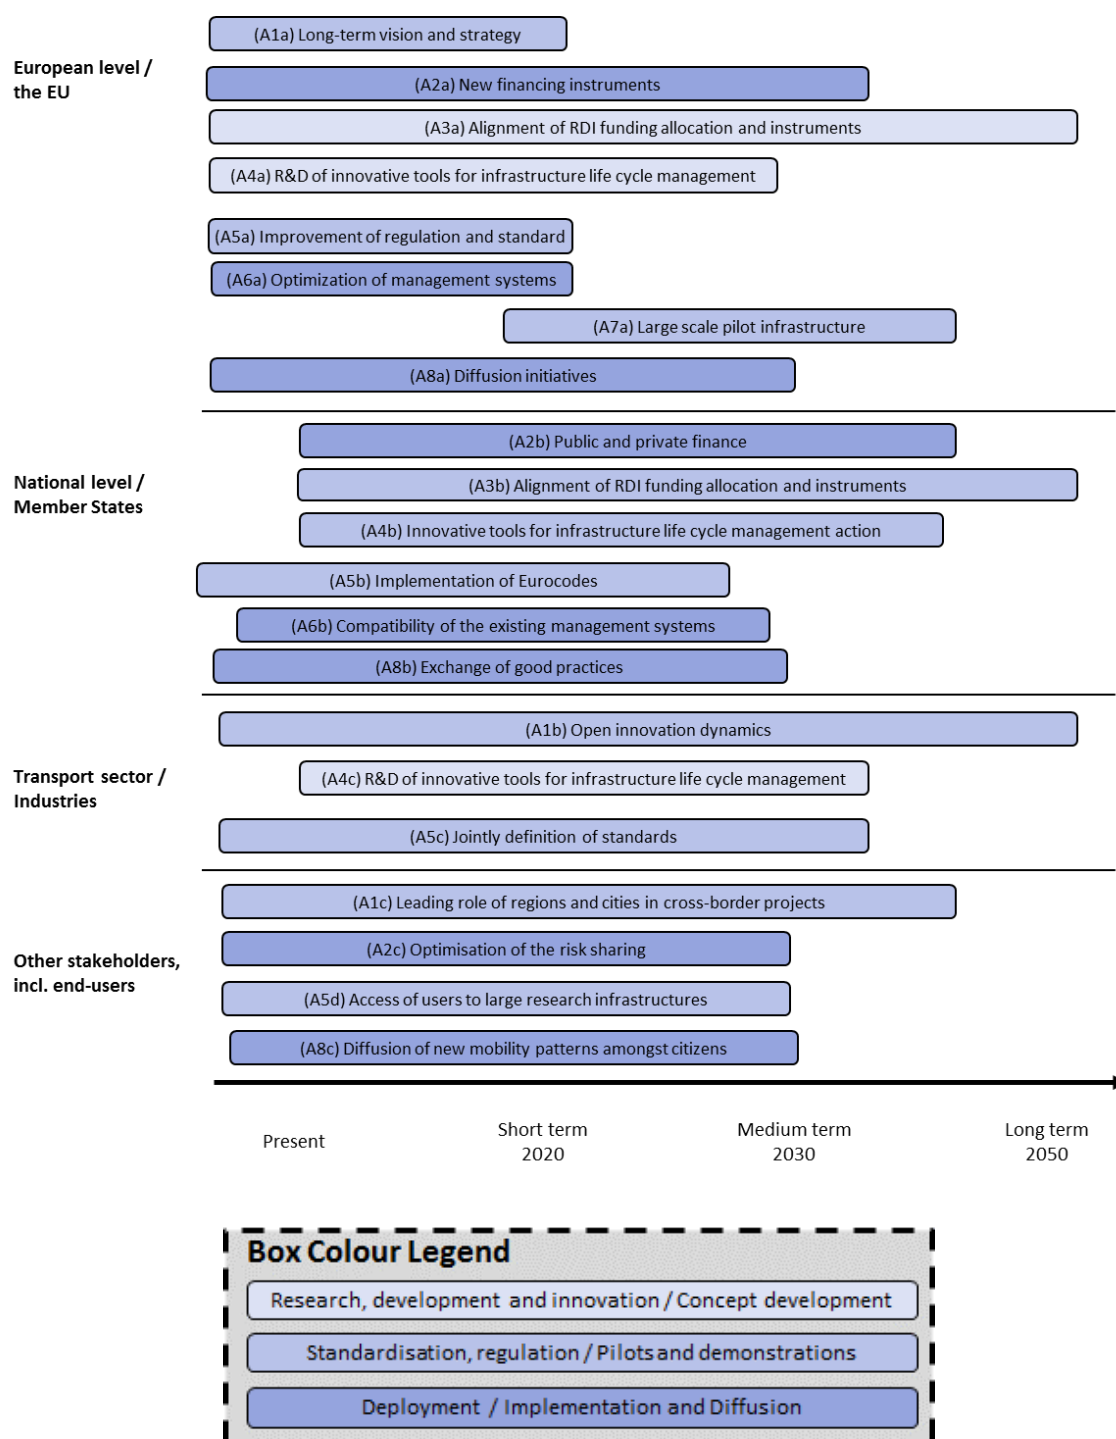 (A1a) Long-term vision and strategy
European level /
the EU
(A2a) New financing instruments
(A3a) Alignment of RDI funding allocation and instruments
(A4a) R&D of innovative tools for infrastructure life cycle management
(A5a) Improvement of regulation and standard
(A6a) Optimization of management systems
(A7a) Large scale pilot infrastructure
(A8a) Diffusion initiatives
National level /
Member States
(A2b) Public and private finance
(A3b) Alignment of RDI funding allocation and instruments
(A4b) Innovative tools for infrastructure life cycle management action
(A5b) Implementation of Eurocodes
(A6b) Compatibility of the existing management systems
(A8b) Exchange of good practices
Transport sector /
Industries
(A1b) Open innovation dynamics
(A4c) R&D of innovative tools for infrastructure life cycle management
(A5c) Jointly definition of standards
Other stakeholders,
incl. end-users
(A1c) Leading role of regions and cities in cross-border projects
(A2c) Optimisation of the risk sharing
(A5d) Access of users to large research infrastructures
(A8c) Diffusion of new mobility patterns amongst citizens
Present
Short term
2020
Medium term
2030
Long term
2050
Box Colour Legend
Research, development and innovation / Concept development
Standardisation, regulation / Pilots and demonstrations
Deployment / Implementation and Diffusion